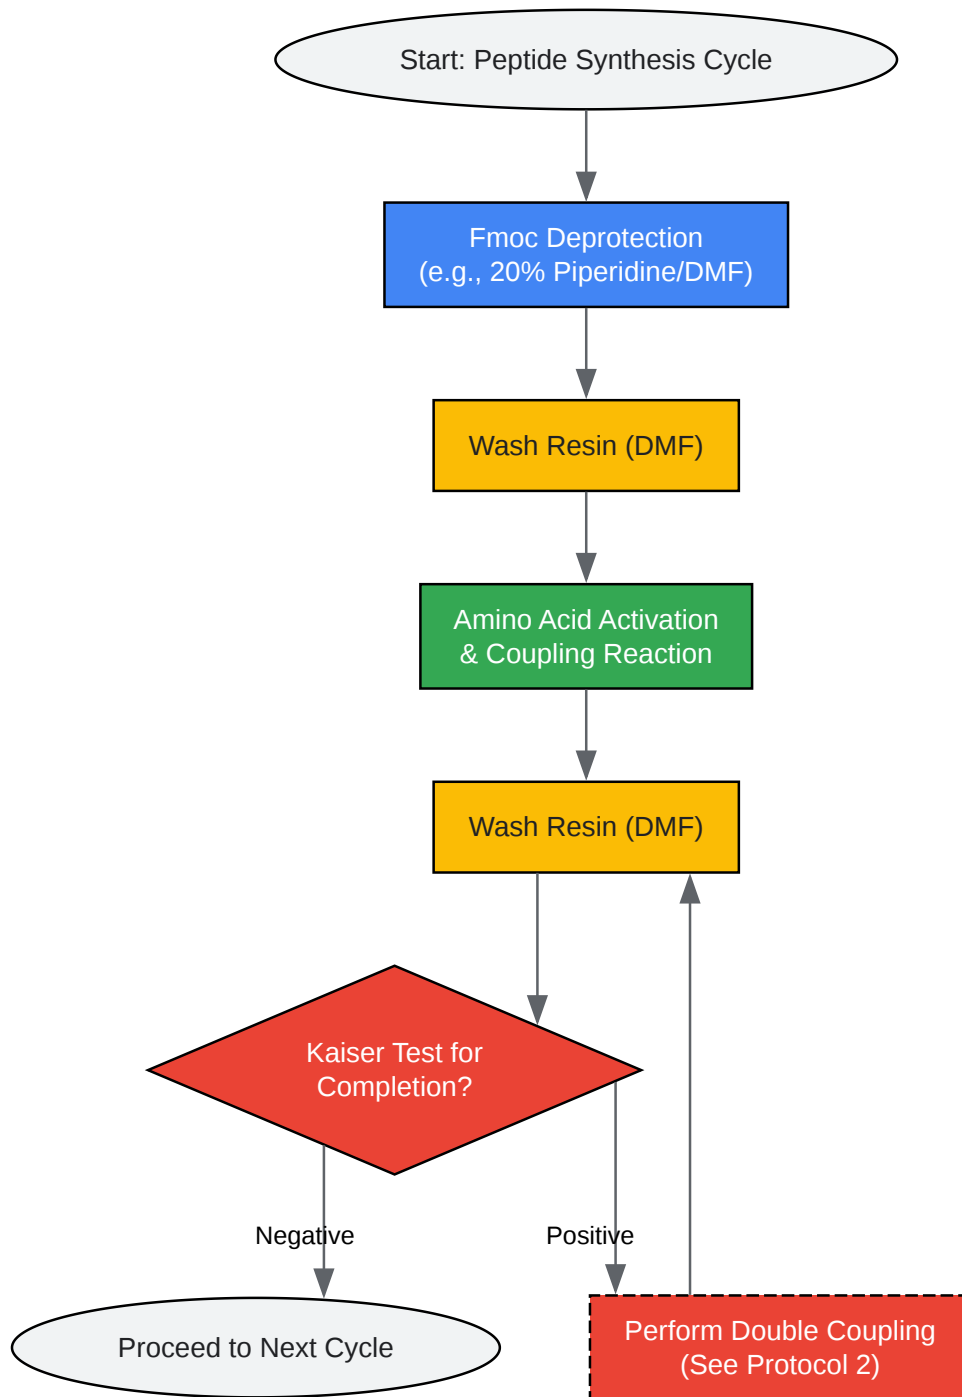 Start: Peptide Synthesis Cycle
Fmoc Deprotection
(e.g., 20% Piperidine/DMF)
Wash Resin (DMF)
Amino Acid Activation
& Coupling Reaction
Wash Resin (DMF)
Kaiser Test for
Completion?
Negative
Positive
Proceed to Next Cycle
Perform Double Coupling
(See Protocol 2)